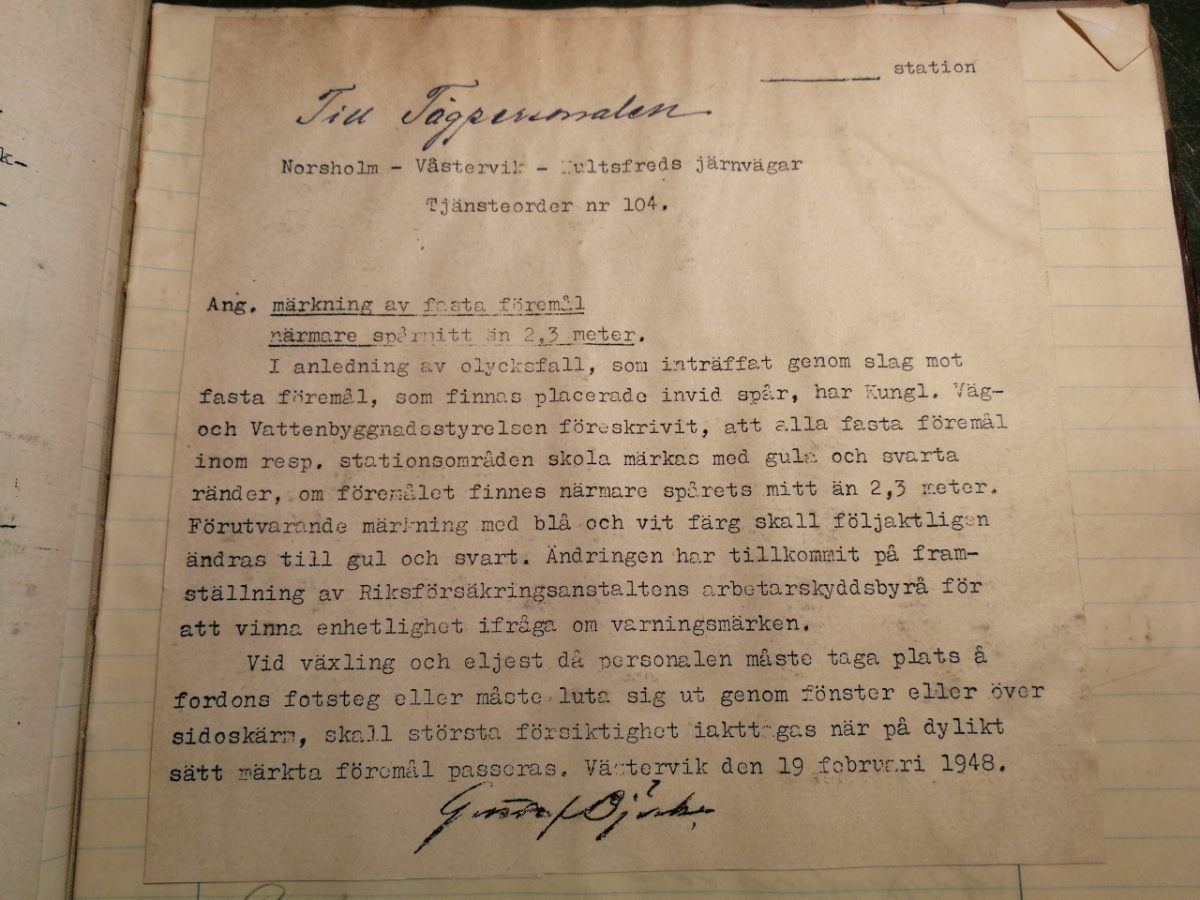 station
Till Tågpersonalen
Norsholm - Västervik - Hultsfreds järnvägar
Tjänsteorder nr 104.
Ang. märkning av fasta föremål
närmare spårmitt än 2,3 meter.
I anledning av olycksfall, som inträffat genom slag mot
fasta föremål, som finnas placerade invid spår, har Kungl. Väg-
och Vattenbyggnadsstyrelsen föreskrivit, att alla fasta föremål
inom resp. stationsområden skola märkas med gula och svarta
ränder, om föremålet finnes närmare spårets mitt än 2,3 meter.
Förutvarande märkning med blå och vit färg skall följaktligen
ändras till gul och svart. Ändringen har tillkommit på fram-
ställning av Riksförsäkringsanstaltens arbetarskyddsbyrå för
att vinna enhetlighet ifråga om varningsmärken.
Vid växling och eljest då personalen måste taga plats å
fordons fotsteg eller måste luta sig ut genom fönster eller över
sidoskärm, skall största försiktighet iakttagas när på dylikt
sätt märkta föremål passeras. Västervik den 19 februari 1948.